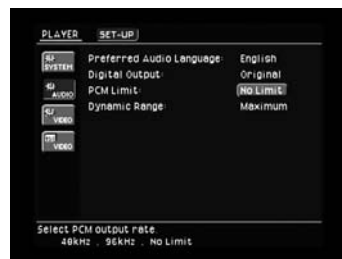 PLAYER SET-UP
SYSTEM
Preferred Audio Language: English
Digital Output: Original
AUDIO
PCM Limit: No Limit
Dynamic Range: Maximum
VIDEO
VIDEO
Select PCM output rate.
48kHz , 96kHz , No Limit